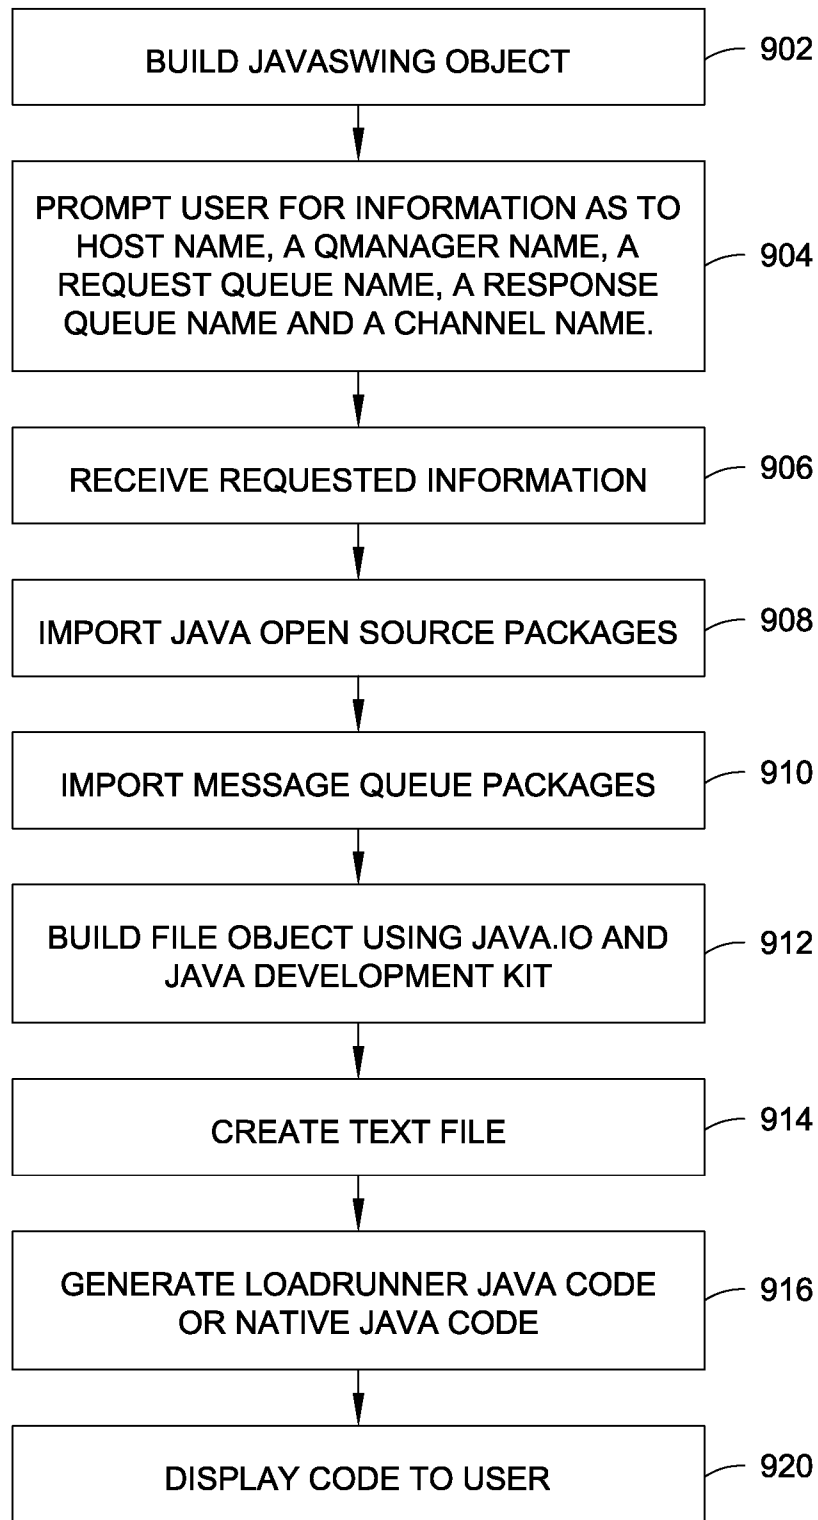 BUILD JAVASWING OBJECT
902
PROMPT USER FOR INFORMATION AS TO
HOST NAME, A QMANAGER NAME, A
REQUEST QUEUE NAME, A RESPONSE
QUEUE NAME AND A CHANNEL NAME.
904
RECEIVE REQUESTED INFORMATION
906
IMPORT JAVA OPEN SOURCE PACKAGES
908
IMPORT MESSAGE QUEUE PACKAGES
910
BUILD FILE OBJECT USING JAVA.IO AND
JAVA DEVELOPMENT KIT
912
CREATE TEXT FILE
914
GENERATE LOADRUNNER JAVA CODE
OR NATIVE JAVA CODE
916
DISPLAY CODE TO USER
920